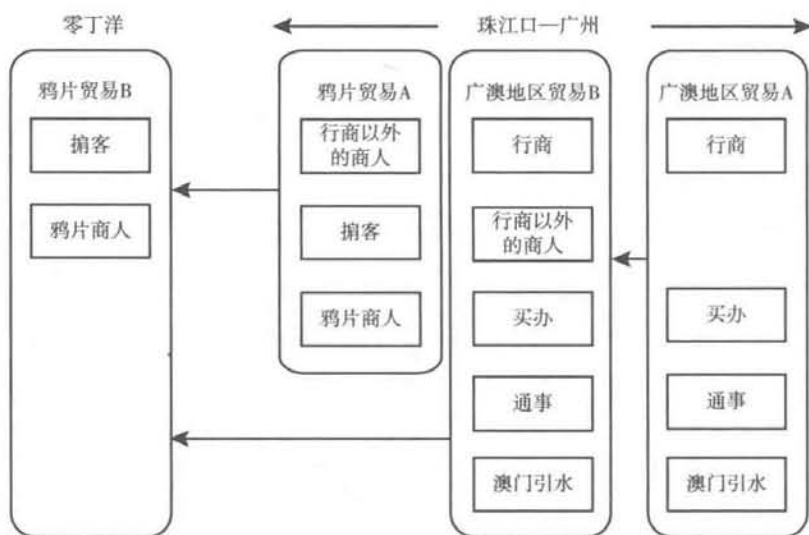 零丁洋
珠江口—广州
鸦片贸易B
掮客
鸦片商人
鸦片贸易A
行商以外
的商人
掮客
鸦片商人
广澳地区贸易B
行商
行商以外
的商人
买办
通事
澳门引水
广澳地区贸易A
行商
买办
通事
澳门引水